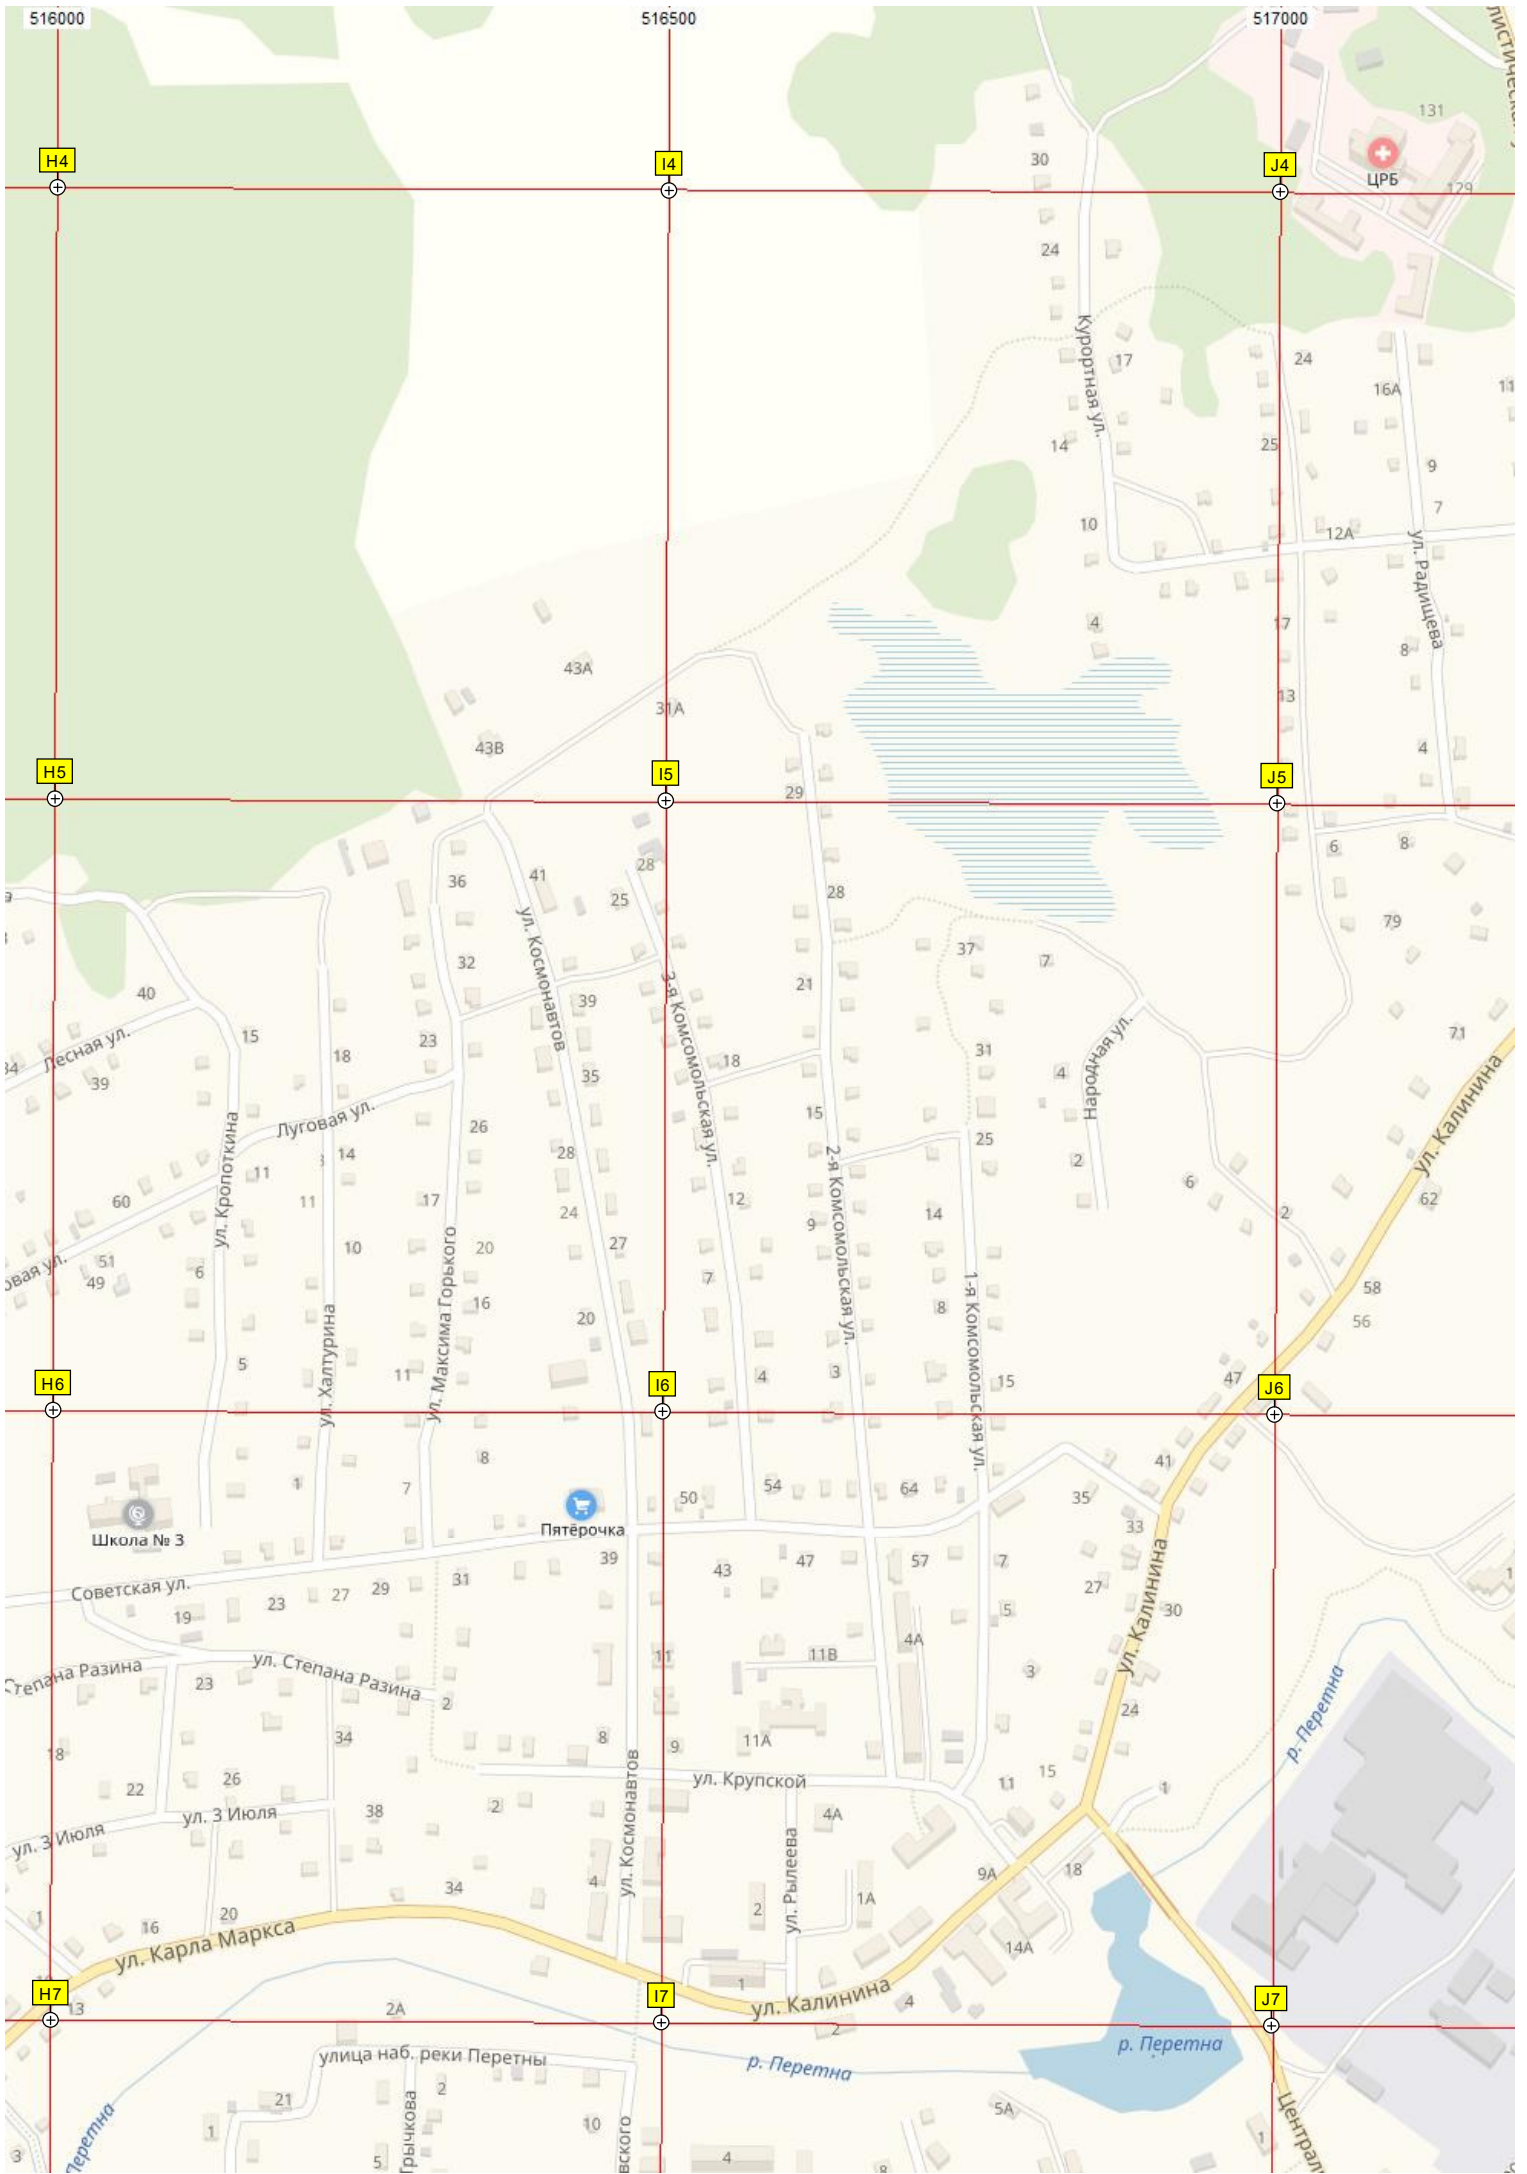 516000
516500
517000
131
H4
I4
30
J4
ЦРБ
129
24
Курортная ул.
17
24
16А
14
25
9
7
10
12А
ул. Радищева
4
17
8
43А
31А
13
43В
4
H5
I5
J5
29
28
6
8
41
36
25
28
79
ул. Космонавтов
37
7
32
21
3-я Комсомольская ул.
40
39
15
71
Лесная ул.
18
23
18
31
34
39
35
4
Народная ул.
ул. Калинина
Луговая ул.
26
15
ул. Кропоткина
25
14
28
2-я Комсомольская ул.
2
11
60
11
17
12
6
62
24
9
14
2
10
20
27
51
49
6
7
ул. Максима Горького
1-я Комсомольская ул.
58
16
8
20
56
ул. Халтурина
5
11
4
3
15
47
H6
I6
J6
8
41
1
7
50
54
64
35
Школа № 3
Пятёрочка
33
39
43
47
57
7
Советская ул.
31
29
27
27
23
19
5
30
ул. Калинина
4А
11
11В
ул. Степана Разина
3
Степана Разина
23
2
24
р. Перетна
18
34
8
9
11А
22
26
ул. Крупской
11
15
1
2
38
ул. 3 Июля
4А
ул. 3 Июля
ул. Космонавтов
ул. Рылеева
9А
18
34
4
1
20
16
2
1А
ул. Карла Маркса
14А
H7
I7
J7
13
2А
1
ул. Калинина
4
2
р. Перетна
р. Перетна
улица наб. реки Перетны
2
21
1
10
5А
Грычкова
5
4
8
1
3